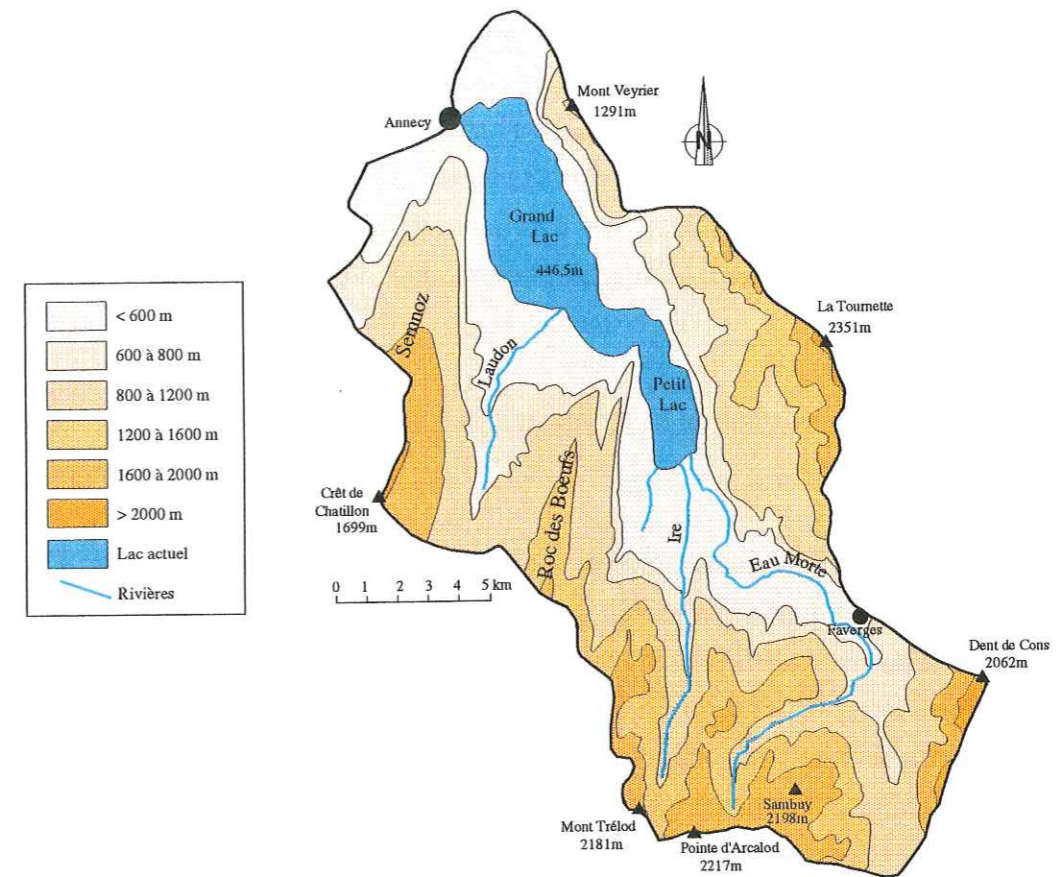 Mont Veyrier
1291m
Annecy
N
Grand
Lac
446,5m
La Tournette
2351m
< 600 m
600 à 800 m
800 à 1200 m
1200 à 1600 m
1600 à 2000 m
> 2000 m
Lac actuel
Rivières
Semnoz
Laudon
Petit
Lac
Crêt de
Chatillon
1699m
Roc des Boeufs
Ire
Eau Morte
0 1 2 3 4 5 km
Faverges
Dent de Cons
2062m
Sambuy
2198m
Mont Trélod
2181m
Pointe d'Arcalod
2217m